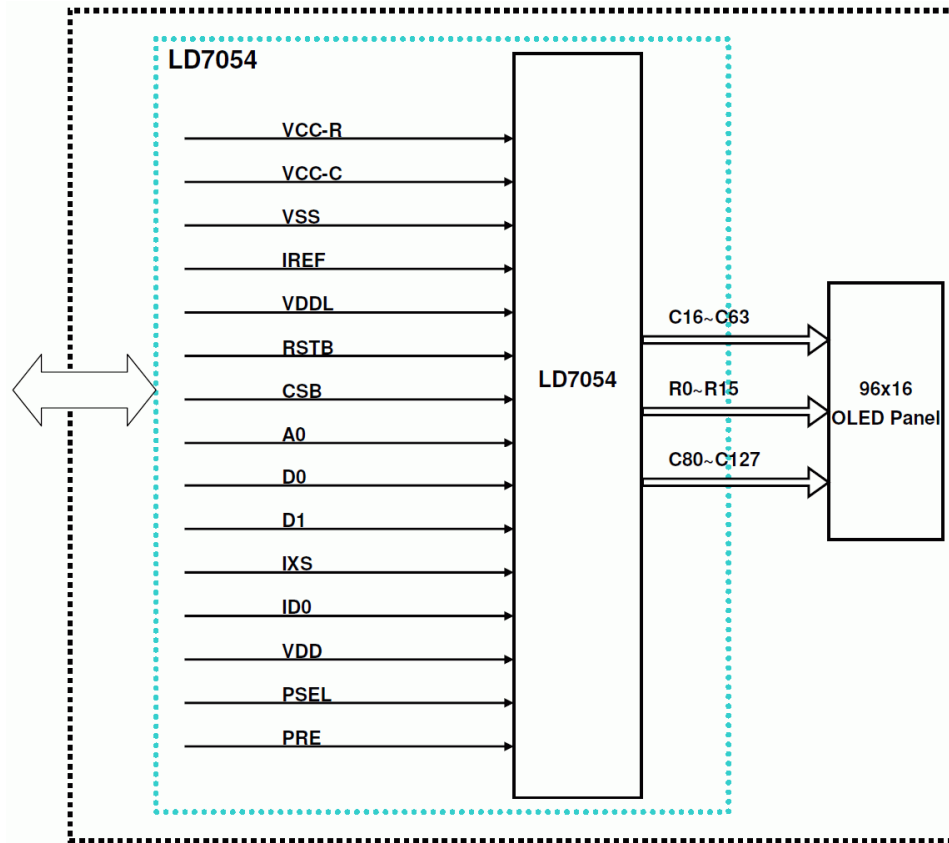 LD7054
VCC-R
VCC-C
VSS
IREF
VDDL
RSTB
CSB
A0
D0
D1
IXS
ID0
VDD
PSEL
PRE
LD7054
C16~C63
R0~R15
C80~C127
96x16
OLED Panel